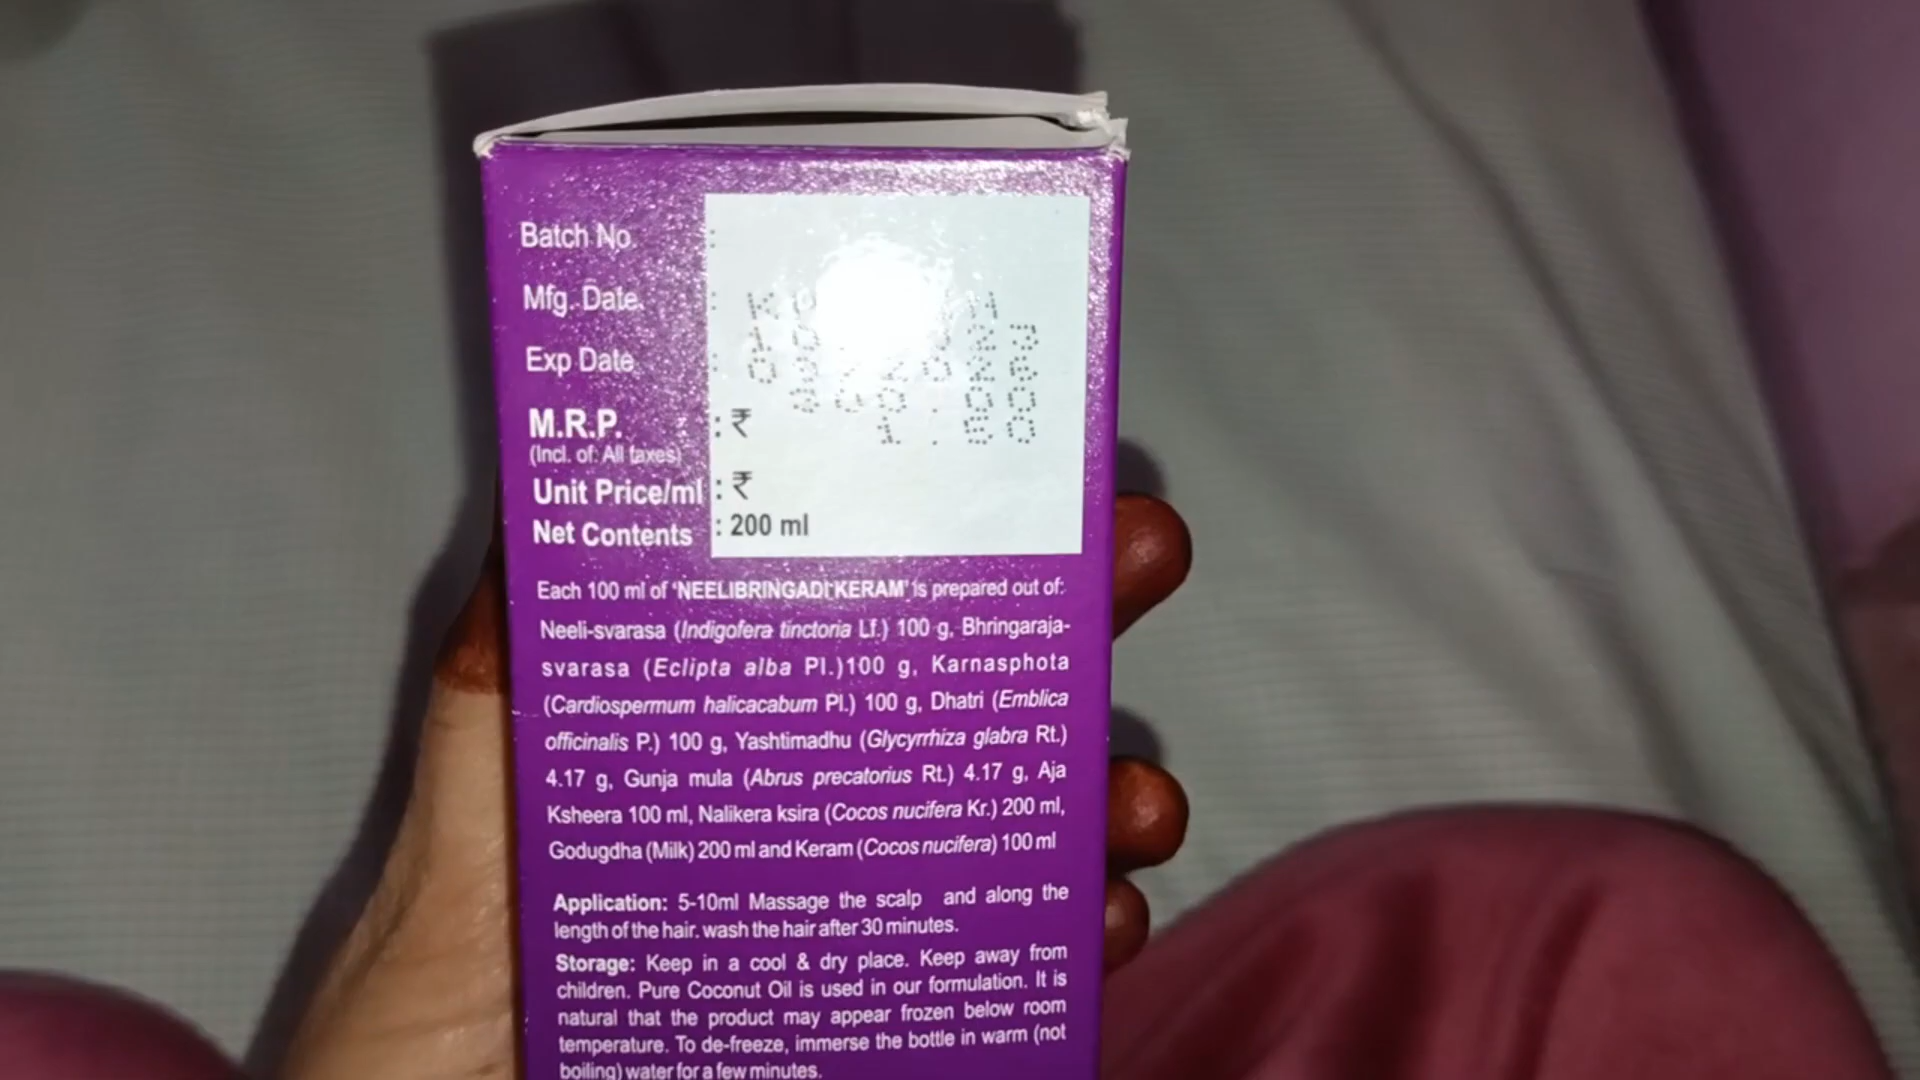 Batch No. :
Mfg. Date. :
Exp Date :
M.R.P. : ₹
(Incl. of. All taxes)
Unit Price/ml : ₹
1.50
Net Contents : 200 ml
Each 100 ml of 'NEELIBRINGADI KERAM' is prepared out of:
Neeli-svarasa (Indigofera tinctoria Lf.) 100 g, Bhringaraja-
svarasa (Eclipta alba Pl.)100 g, Karnasphota
(Cardiospermum halicacabum Pl.) 100 g, Dhatri (Emblica
officinalis P.) 100 g, Yashtimadhu (Glycyrrhiza glabra Rt.)
4.17 g, Gunja mula (Abrus precatorius Rt.) 4.17 g, Aja
Ksheera 100 ml, Nalikera ksira (Cocos nucifera Kr.) 200 ml,
Godugdha (Milk) 200 ml and Keram (Cocos nucifera) 100 ml
Application: 5-10ml Massage the scalp and along the
length of the hair. wash the hair after 30 minutes.
Storage: Keep in a cool & dry place. Keep away from
children. Pure Coconut Oil is used in our formulation. It is
natural that the product may appear frozen below room
temperature. To de-freeze, immerse the bottle in warm (not
boiling) water for a few minutes.